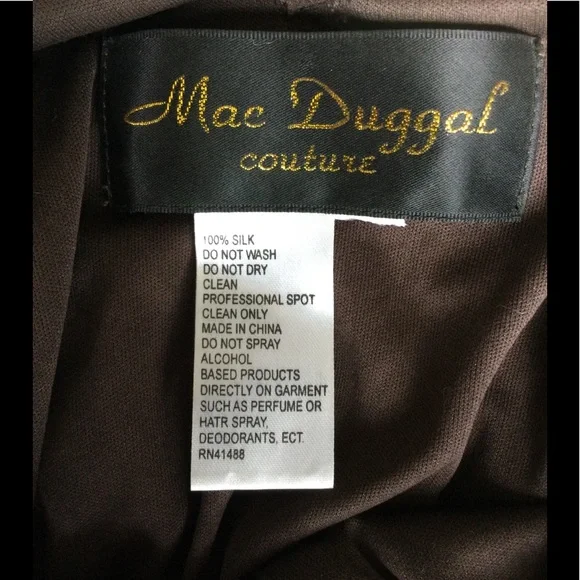 Mac Duggal
couture
100% SILK
DO NOT WASH
DO NOT DRY
CLEAN
PROFESSIONAL SPOT
CLEAN ONLY
MADE IN CHINA
DO NOT SPRAY
ALCOHOL
BASED PRODUCTS
DIRECTLY ON GARMENT
SUCH AS PERFUME OR
HATR SPRAY,
DEODORANTS, ECT.
RN41488